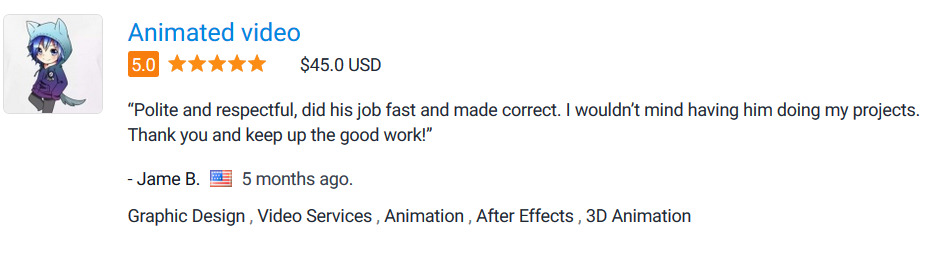 Animated video
5.0 $45.0 USD
“Polite and respectful, did his job fast and made correct. I wouldn’t mind having him doing my projects.
Thank you and keep up the good work!”
- Jame B. 5 months ago.
Graphic Design , Video Services , Animation , After Effects , 3D Animation